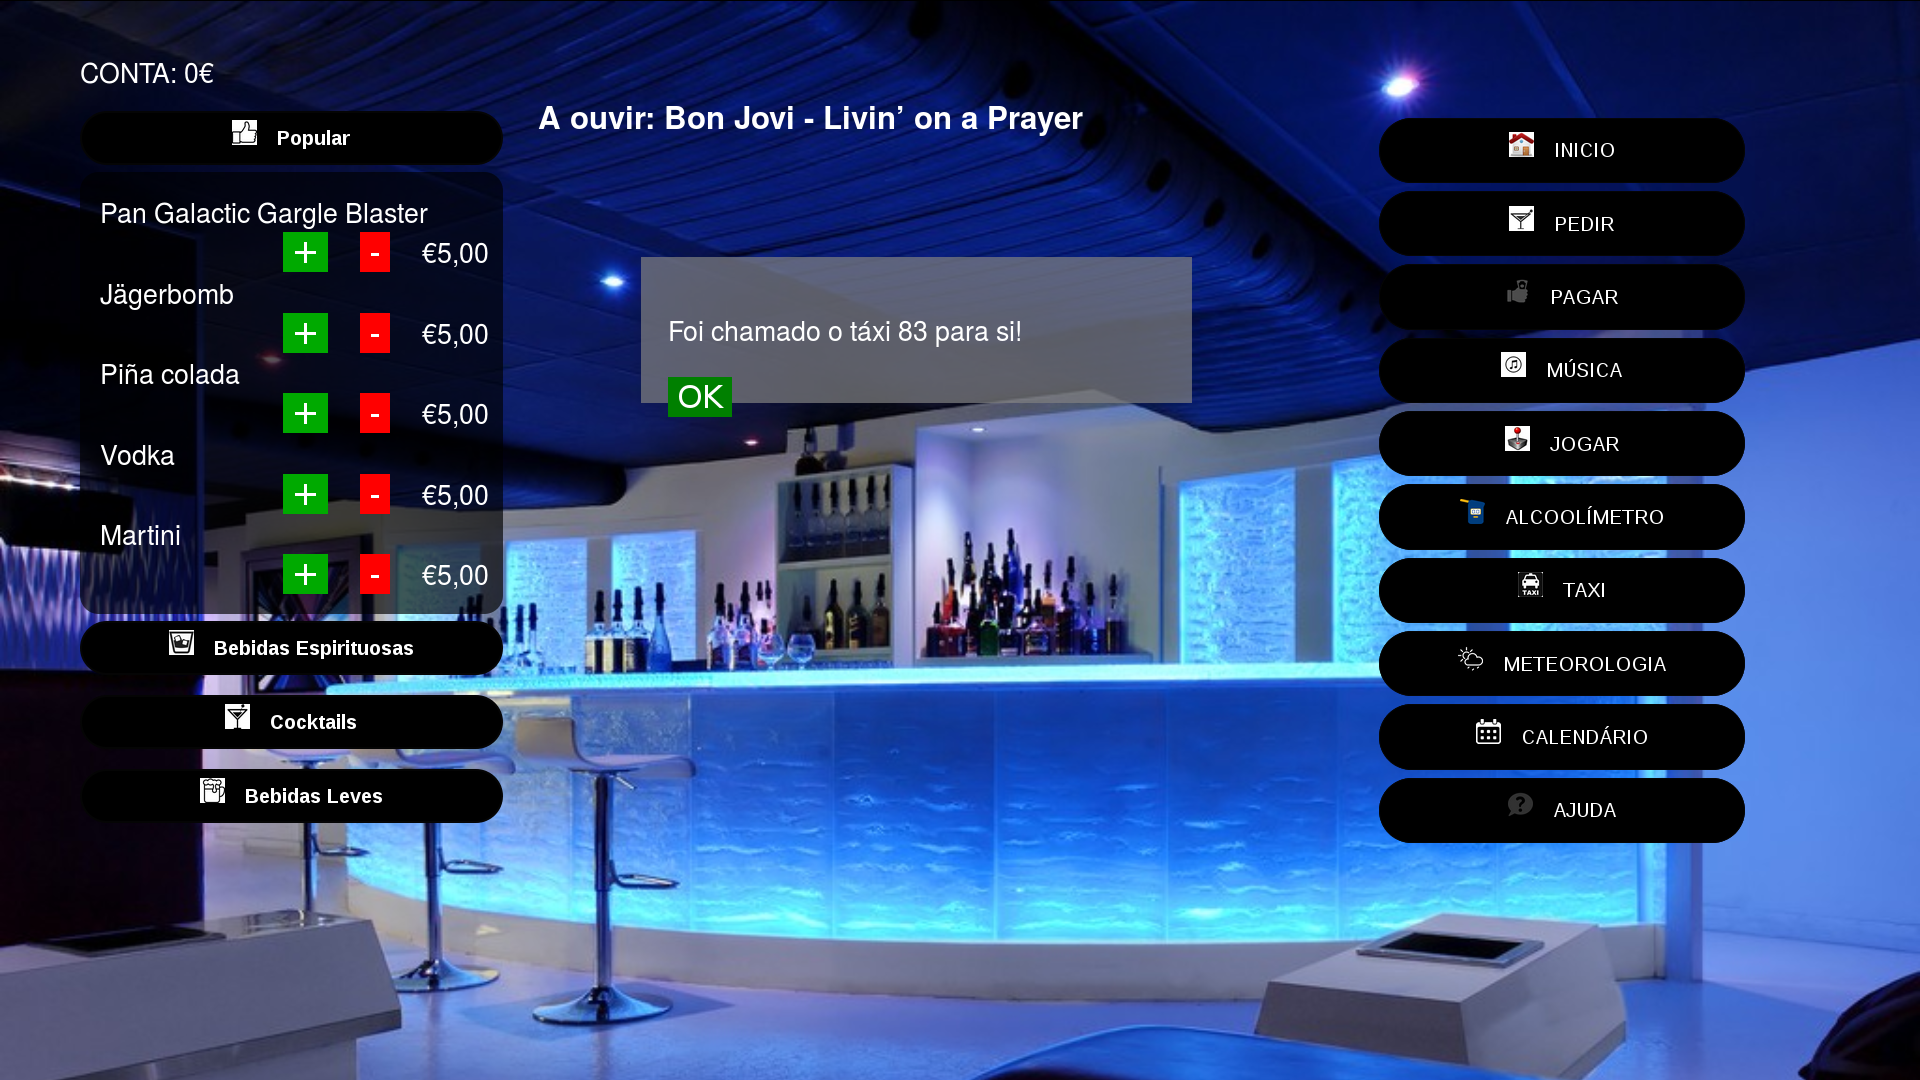 CONTA: 0€
Popular
Pan Galactic Gargle Blaster
+ - €5,00
Jägerbomb
+ - €5,00
Piña colada
+ - €5,00
Vodka
+ - €5,00
Martini
+ - €5,00
Bebidas Espirituosas
Cocktails
Bebidas Leves
A ouvir: Bon Jovi - Livin’ on a Prayer
Foi chamado o táxi 83 para si!
OK
INICIO
PEDIR
PAGAR
MÚSICA
JOGAR
ALCOOLÍMETRO
TAXI
TAXI
METEOROLOGIA
CALENDÁRIO
? AJUDA